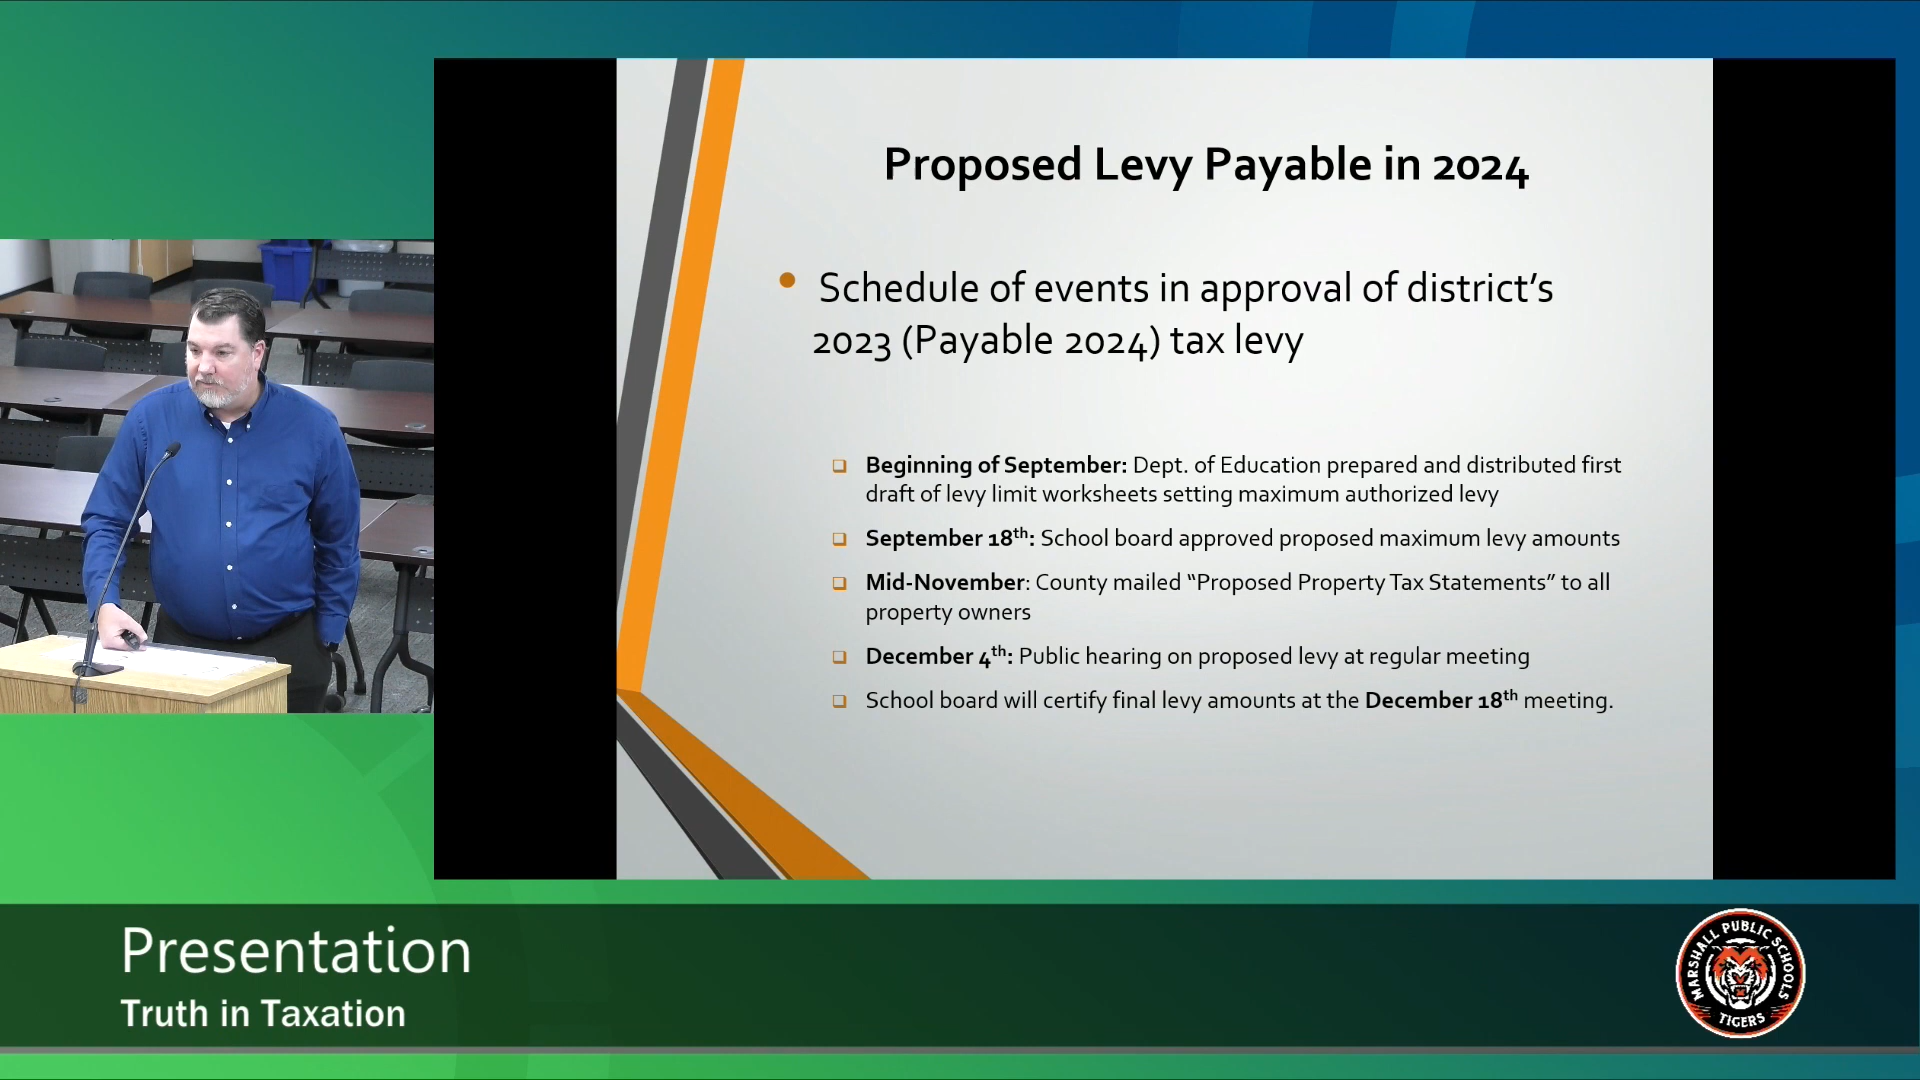 Proposed Levy Payable in 2024
• Schedule of events in approval of district’s
2023 (Payable 2024) tax levy
❑ Beginning of September: Dept. of Education prepared and distributed first
draft of levy limit worksheets setting maximum authorized levy
❑ September 18th: School board approved proposed maximum levy amounts
❑ Mid-November: County mailed “Proposed Property Tax Statements” to all
property owners
❑ December 4th: Public hearing on proposed levy at regular meeting
❑ School board will certify final levy amounts at the December 18th meeting.
Presentation
Truth in Taxation
MARSHALL PUBLIC SCHOOLS
TIGERS